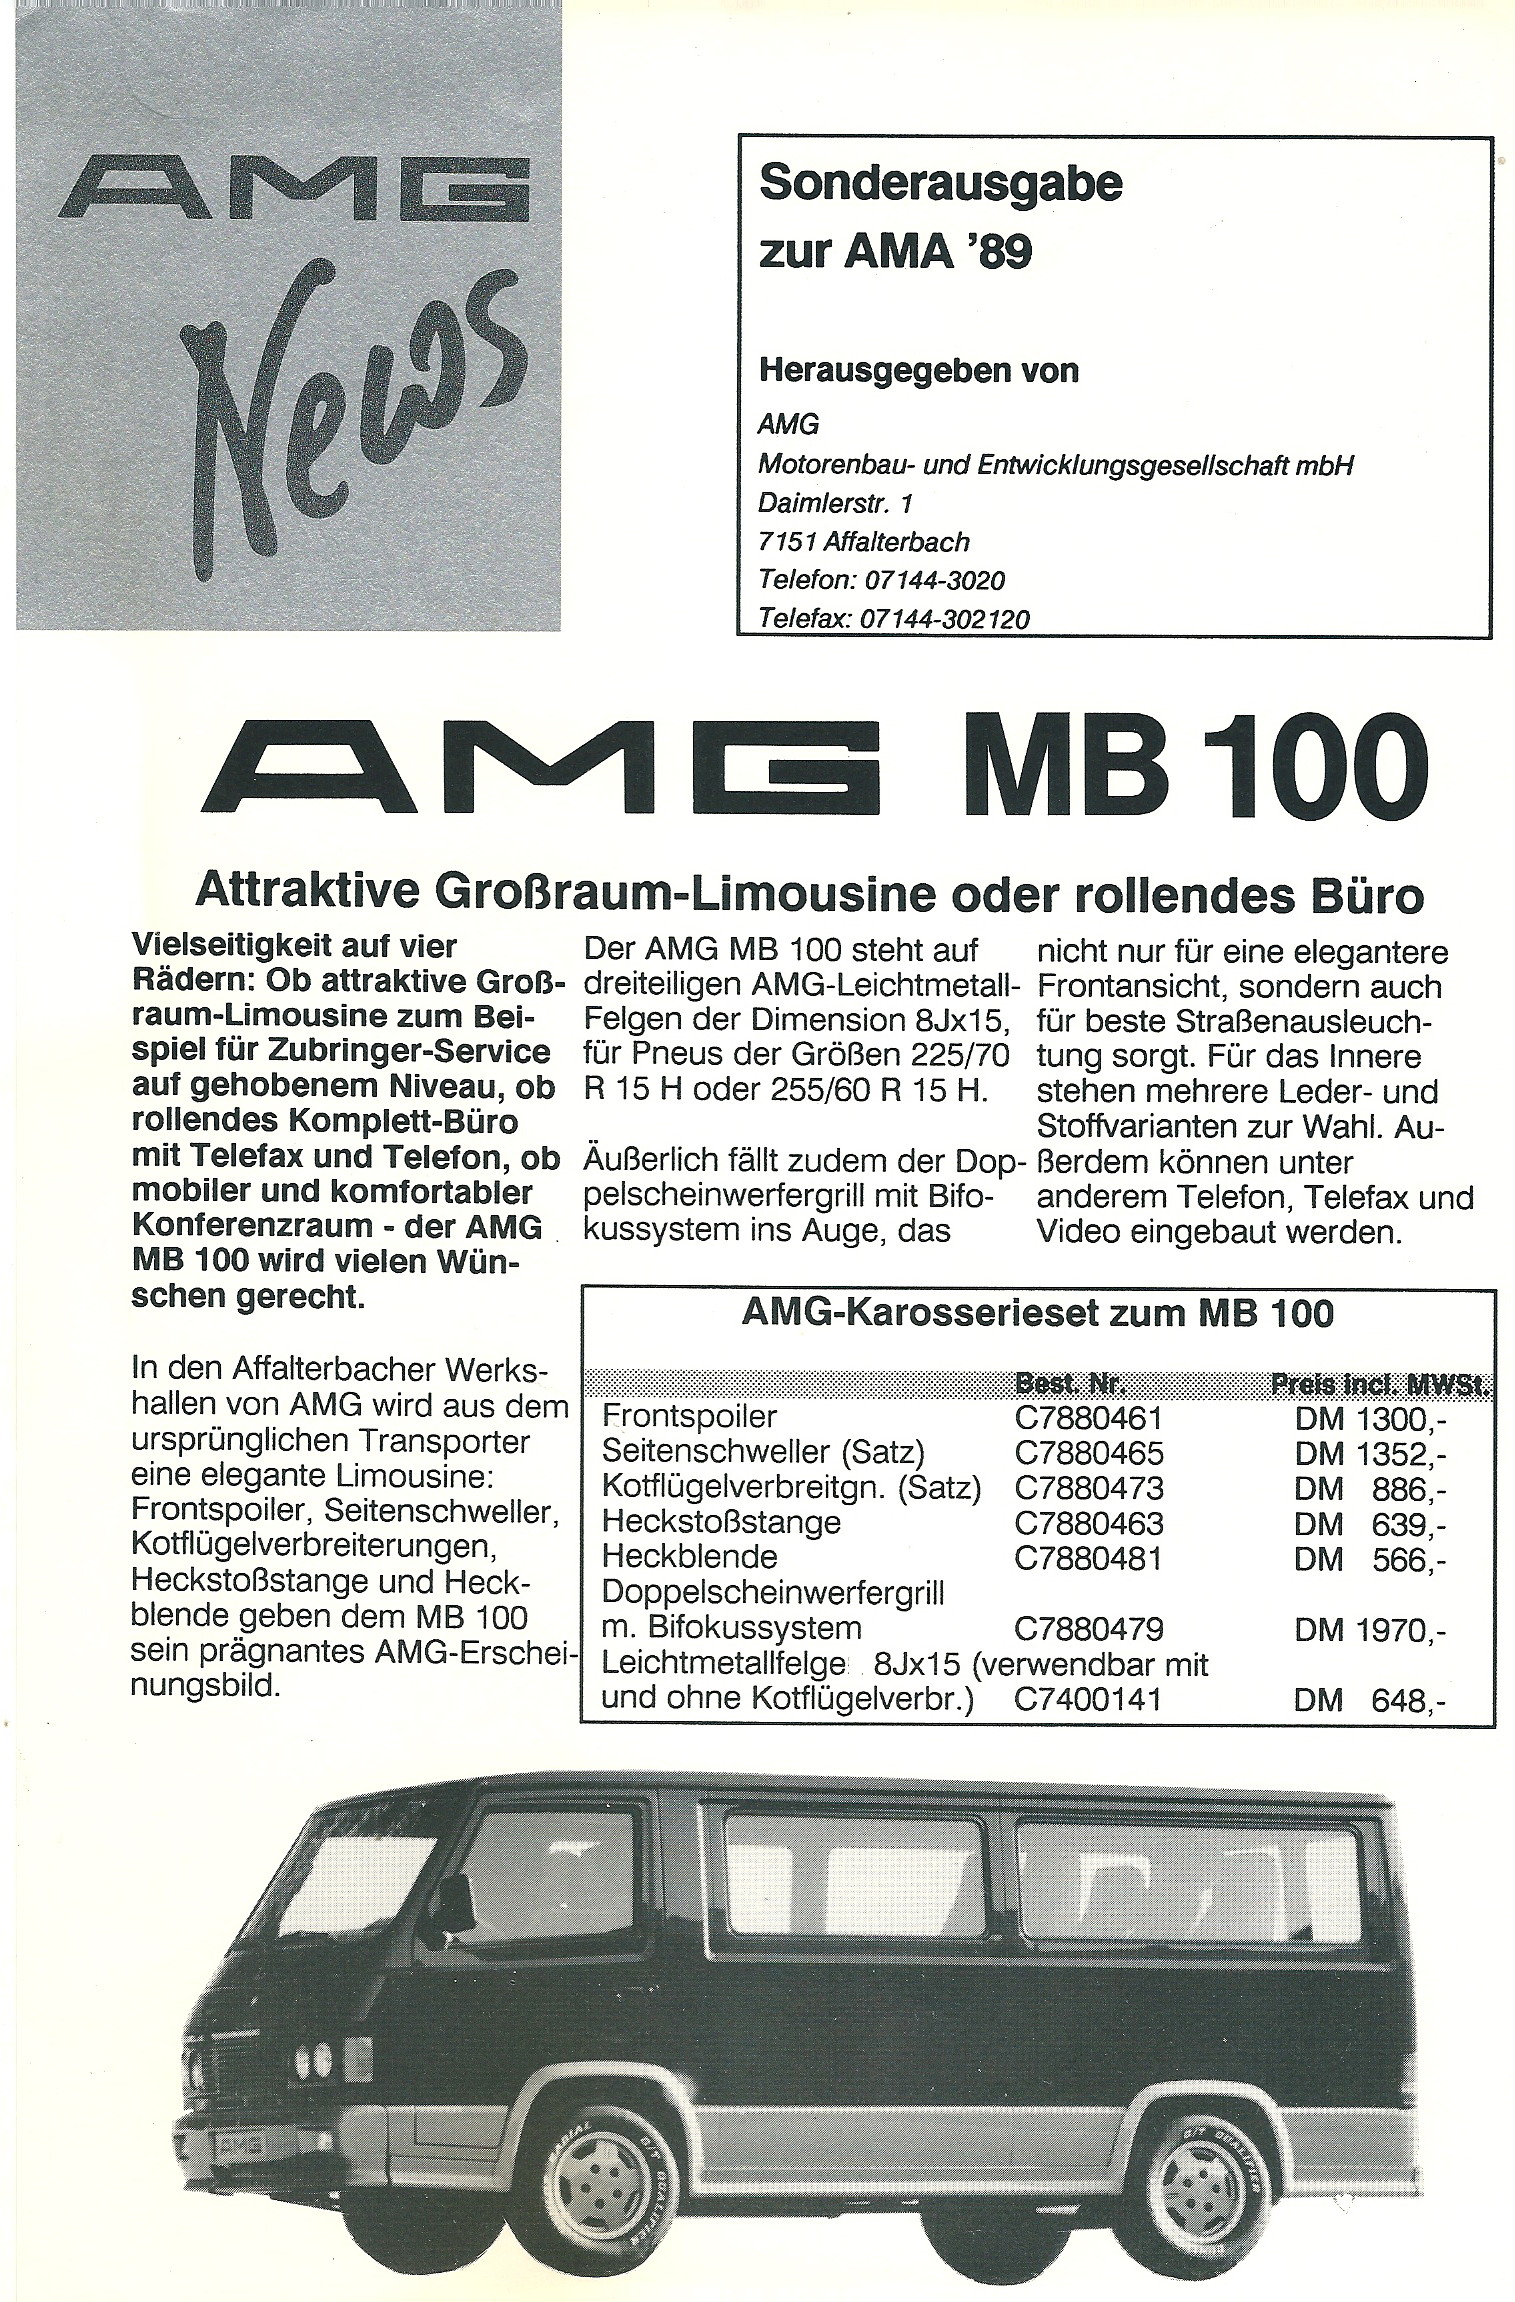 AMG
News
Sonderausgabe
zur AMA ’89
Herausgegeben von
AMG
Motorenbau- und Entwicklungsgesellschaft mbH
Daimlerstr. 1
7151 Affalterbach
Telefon: 07144-3020
Telefax: 07144-302120
AMG MB 100
Attraktive Großraum-Limousine oder rollendes Büro
Vielseitigkeit auf vier
Rädern: Ob attraktive Groß-
raum-Limousine zum Bei-
spiel für Zubringer-Service
auf gehobenem Niveau, ob
rollendes Komplett-Büro
mit Telefax und Telefon, ob
mobiler und komfortabler
Konferenzraum - der AMG
MB 100 wird vielen Wün-
schen gerecht.
In den Affalterbacher Werks-
hallen von AMG wird aus dem
ursprünglichen Transporter
eine elegante Limousine:
Frontspoiler, Seitenschweller,
Kotflügelverbreiterungen,
Heckstoßstange und Heck-
blende geben dem MB 100
sein prägnantes AMG-Erschei-
nungsbild.
Der AMG MB 100 steht auf
dreiteiligen AMG-Leichtmetall-
Felgen der Dimension 8Jx15,
für Pneus der Größen 225/70
R 15 H oder 255/60 R 15 H.
Äußerlich fällt zudem der Dop-
pelscheinwerfergrill mit Bifo-
kussystem ins Auge, das
nicht nur für eine elegantere
Frontansicht, sondern auch
für beste Straßenausleuch-
tung sorgt. Für das Innere
stehen mehrere Leder- und
Stoffvarianten zur Wahl. Au-
ßerdem können unter
anderem Telefon, Telefax und
Video eingebaut werden.
AMG-Karosserieset zum MB 100
Best. Nr. Preis incl. MWSt.
Frontspoiler C7880461 DM 1300,-
Seitenschweller (Satz) C7880465 DM 1352,-
Kotflügelverbreitgn. (Satz) C7880473 DM 886,-
Heckstoßstange C7880463 DM 639,-
Heckblende C7880481 DM 566,-
Doppelscheinwerfergrill
m. Bifokussystem C7880479 DM 1970,-
Leichtmetallfelge 8Jx15 (verwendbar mit
und ohne Kotflügelverbr.) C7400141 DM 648,-
AMG
RADIAL G/T QUALIFIER
G/T QUALIFIER